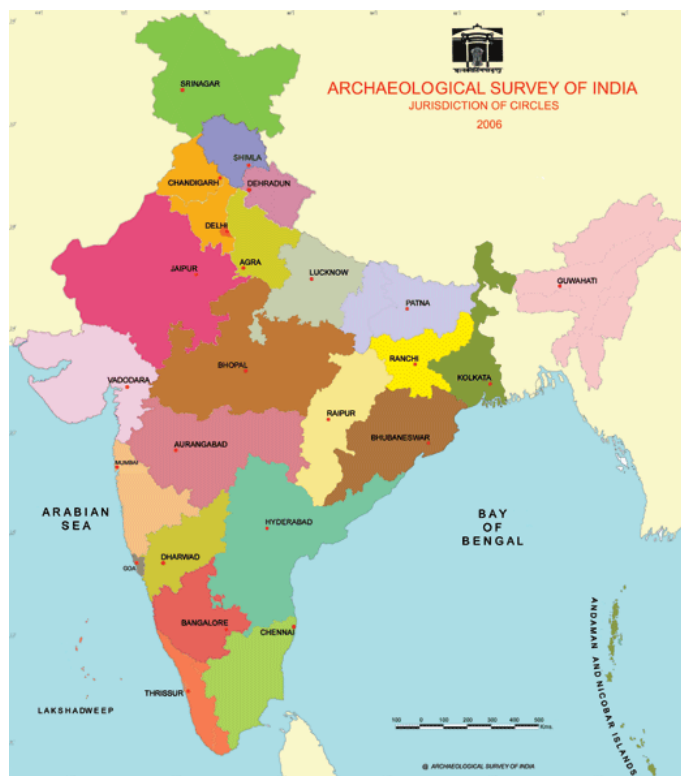 ARCHAEOLOGICAL SURVEY OF INDIA
JURISDICTION OF CIRCLES
2006
SRINAGAR
SHIMLA
CHANDIGARH
DEHRADUN
DELHI
AGRA
JAIPUR
LUCKNOW
GUWAHATI
PATNA
RANCHI
BHOPAL
KOLKATA
VADODARA
RAIPUR
BHUBANESWAR
AURANGABAD
MUMBAI
ARABIAN
SEA
BAY
OF
BENGAL
HYDERABAD
DHARWAD
GOA
BANGALORE
CHENNAI
THRISSUR
LAKSHADWEEP
ANDAMAN AND NICOBAR ISLANDS
100 0 100 200 300 400 500
Kms.
@ ARCHAEOLOGICAL SURVEY OF INDIA